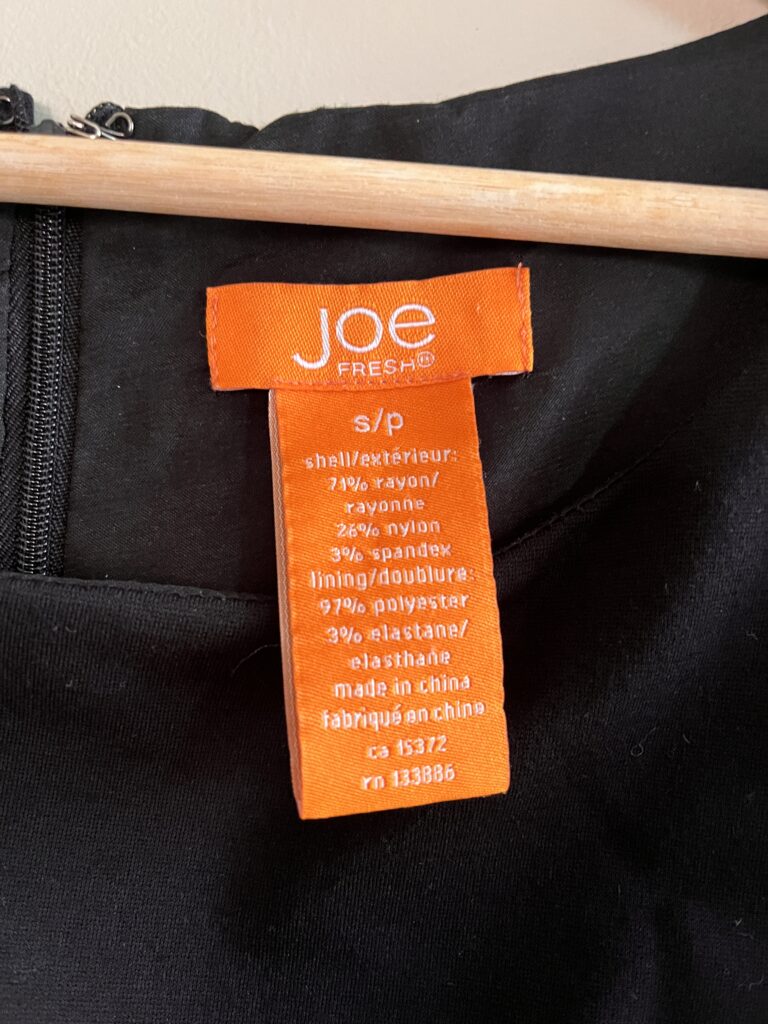 Joe
FRESH
s/p
shell/extérieur:
71% rayon/
rayonne
26% nylon
3% spandex
lining/doublure:
97% polyester
3% elastane/
elasthane
made in china
fabriqué en chine
ca 15372
rn 133886